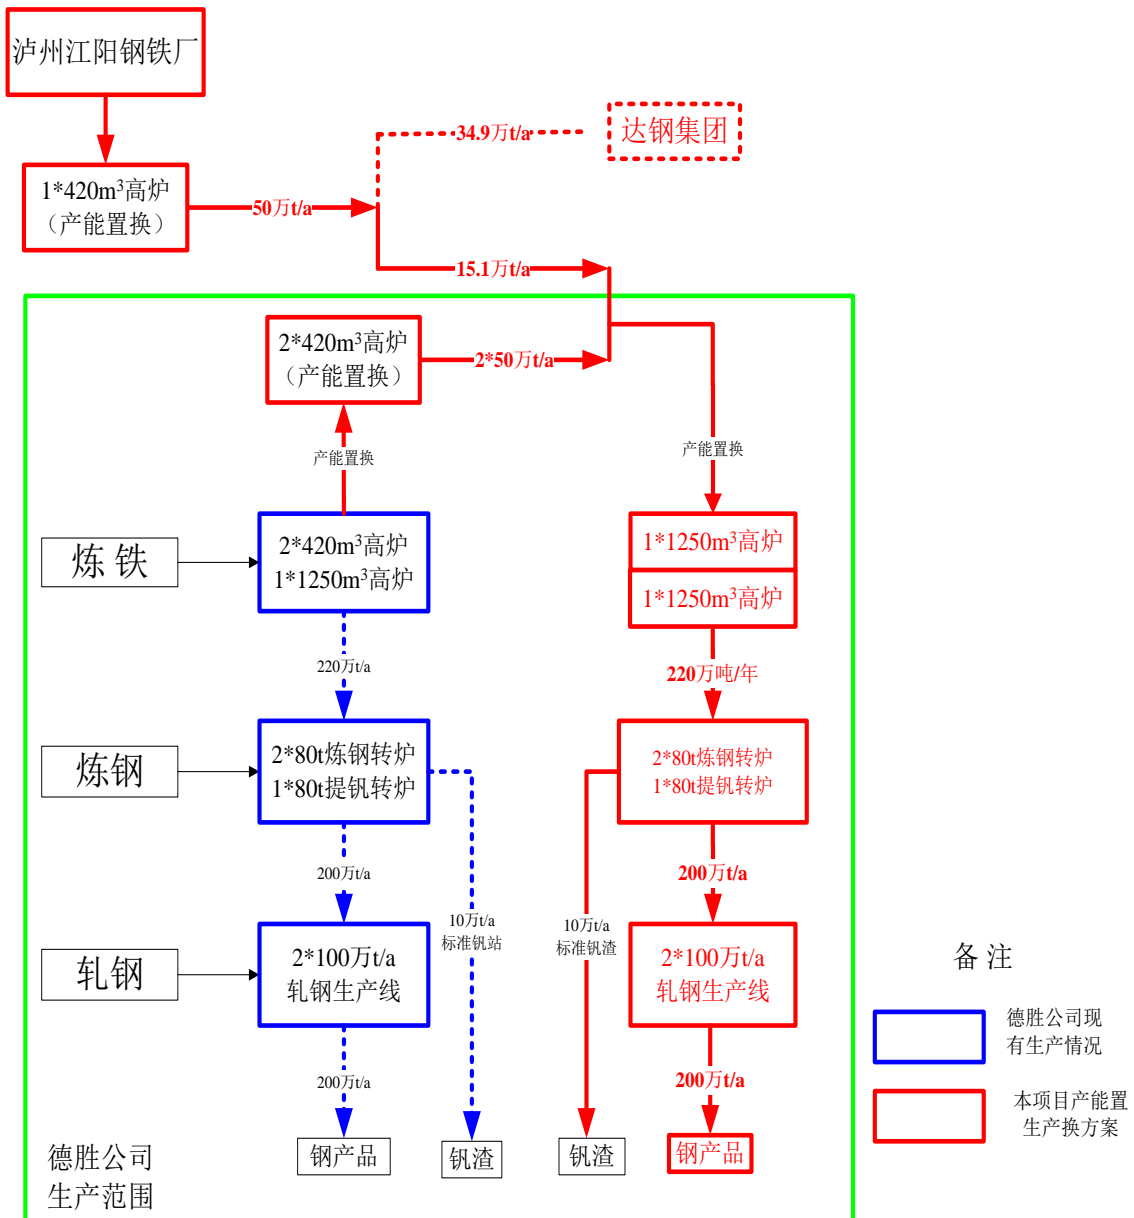 泸州江阳钢铁厂
34.9万t/a
达钢集团
1*420m³高炉
（产能置换）
50万t/a
15.1万t/a
2*420m³高炉
（产能置换）
2*50万t/a
产能置换
产能置换
炼 铁
2*420m³高炉
1*1250m³高炉
1*1250m³高炉
1*1250m³高炉
220万t/a
220万吨/年
炼钢
2*80t炼钢转炉
1*80t提钒转炉
2*80t炼钢转炉
1*80t提钒转炉
200万t/a
200万t/a
10万t/a
标准钒站
10万t/a
标准钒渣
轧钢
2*100万t/a
轧钢生产线
2*100万t/a
轧钢生产线
备 注
德胜公司现
有生产情况
200万t/a
200万t/a
本项目产能置
生产换方案
钢产品
钒渣
钒渣
钢产品
德胜公司
生产范围